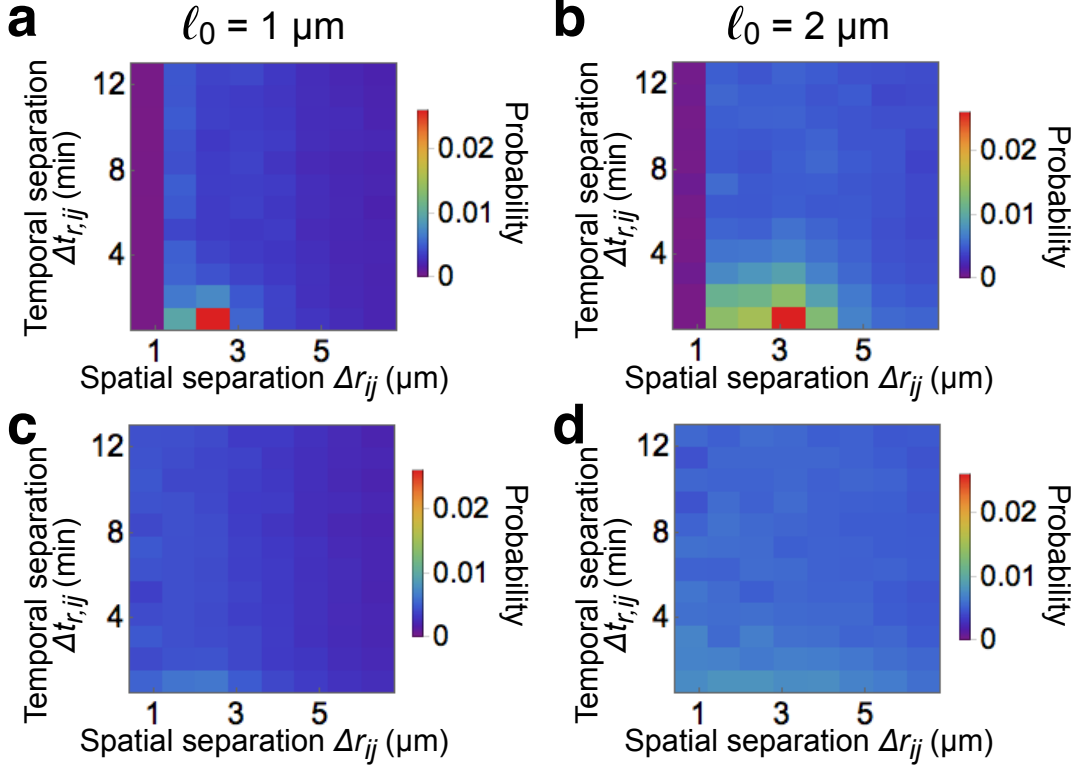 a
ℓ0 = 1 µm
12
8
4
1 3 5
Temporal separation
Δtr,ij (min)
Spatial separation Δrij (µm)
0.02
0.01
0
Probability
b
ℓ0 = 2 µm
12
8
4
1 3 5
Temporal separation
Δtr,ij (min)
Spatial separation Δrij (µm)
0.02
0.01
0
Probability
c
12
8
4
1 3 5
Temporal separation
Δtr,ij (min)
Spatial separation Δrij (µm)
0.02
0.01
0
Probability
d
12
8
4
1 3 5
Temporal separation
Δtr,ij (min)
Spatial separation Δrij (µm)
0.02
0.01
0
Probability